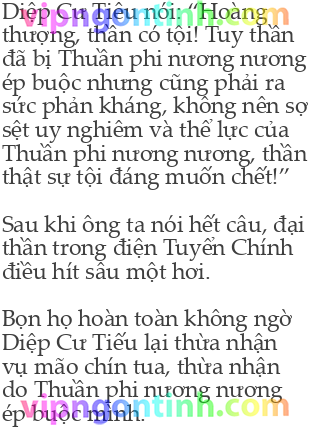 Diệp Cư Tiêu nói: “Hoàng
vipngontinh.com
thượng, thần có tội! Tuy thần
đã bị Thuần phi nương nương
ép buộc nhưng cũng phải ra
sức phản kháng, không nên sợ
sệt uy nghiêm và thể lực của
Thuần phi nương nương, thần
thật sự tội đáng muốn chết!”
Sau khi ông ta nói hết câu, đại
thần trong điện Tuyển Chính
điều hít sâu một hơi.
Bọn họ hoàn toàn không ngờ
Diệp Cư Tiếu lại thừa nhận
vụ mão chín tua, thừa nhận
do Thuần phi nương nương
ép buộc mình.
vipngontinh.com